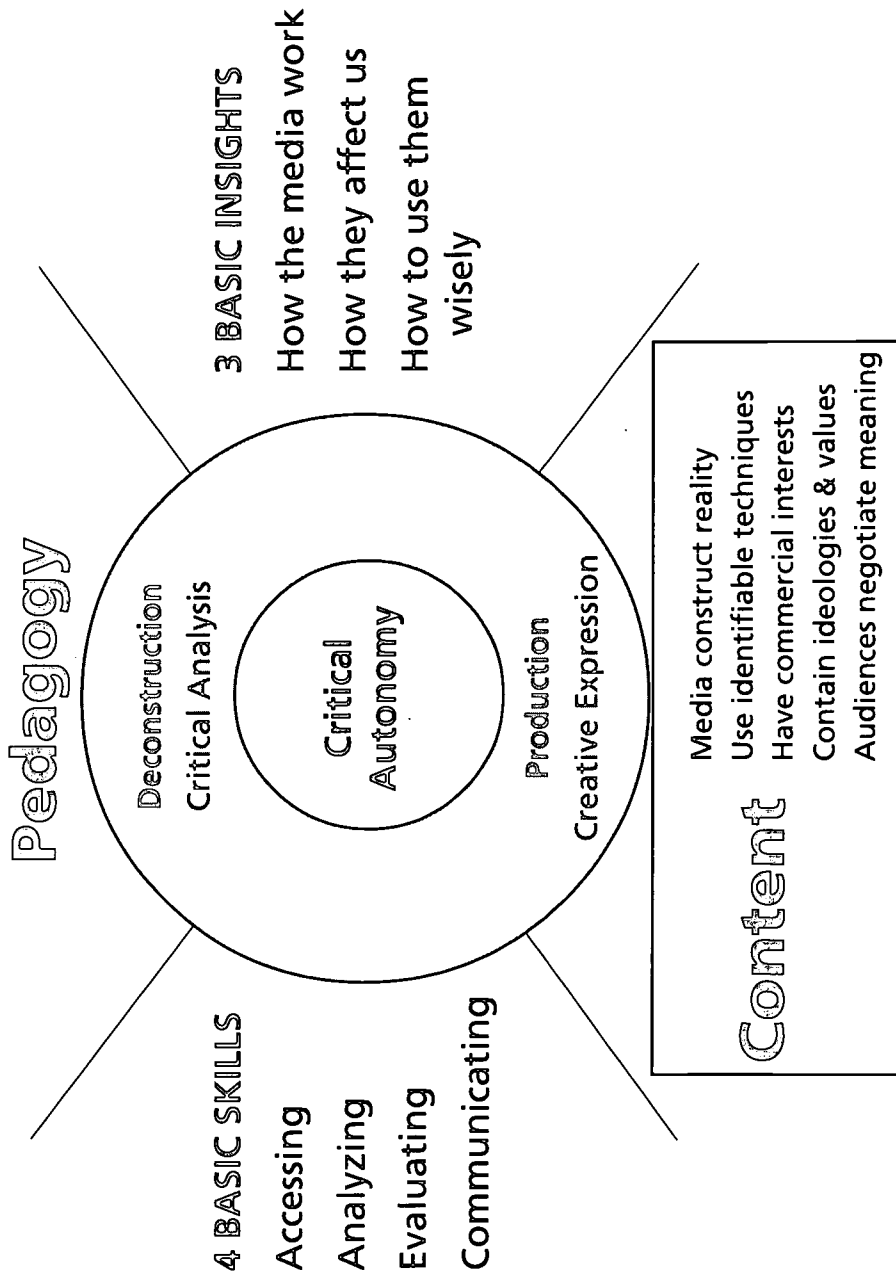 Pedagogy
4 BASIC SKILLS
Accessing
Analyzing
Evaluating
Communicating
Deconstruction
Critical Analysis
Critical
Autonomy
Production
Creative Expression
3 BASIC INSIGHTS
How the media work
How they affect us
How to use them
wisely
Content
Media construct reality
Use identifiable techniques
Have commercial interests
Contain ideologies & values
Audiences negotiate meaning